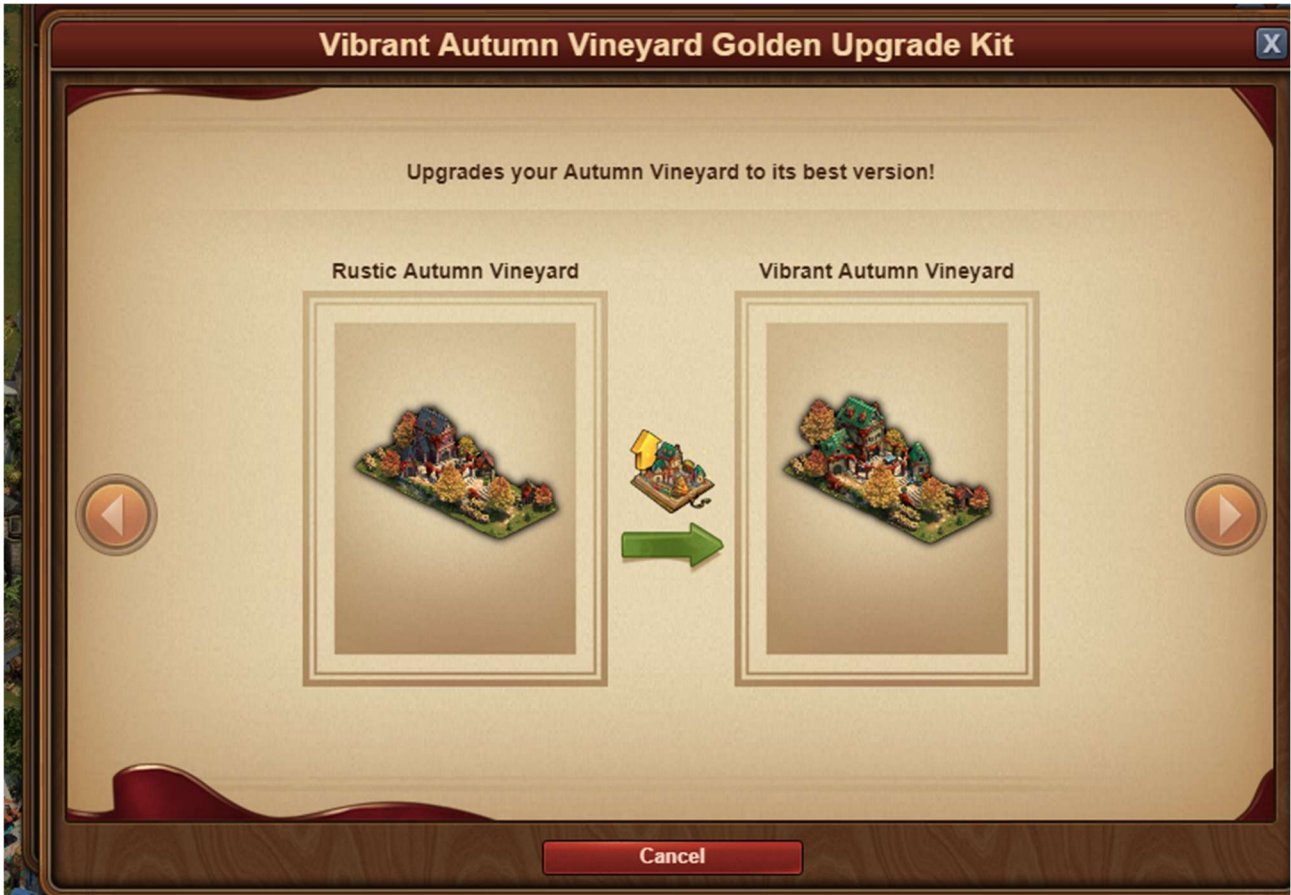 Vibrant Autumn Vineyard Golden Upgrade Kit
X
Upgrades your Autumn Vineyard to its best version!
Rustic Autumn Vineyard
Vibrant Autumn Vineyard
Cancel